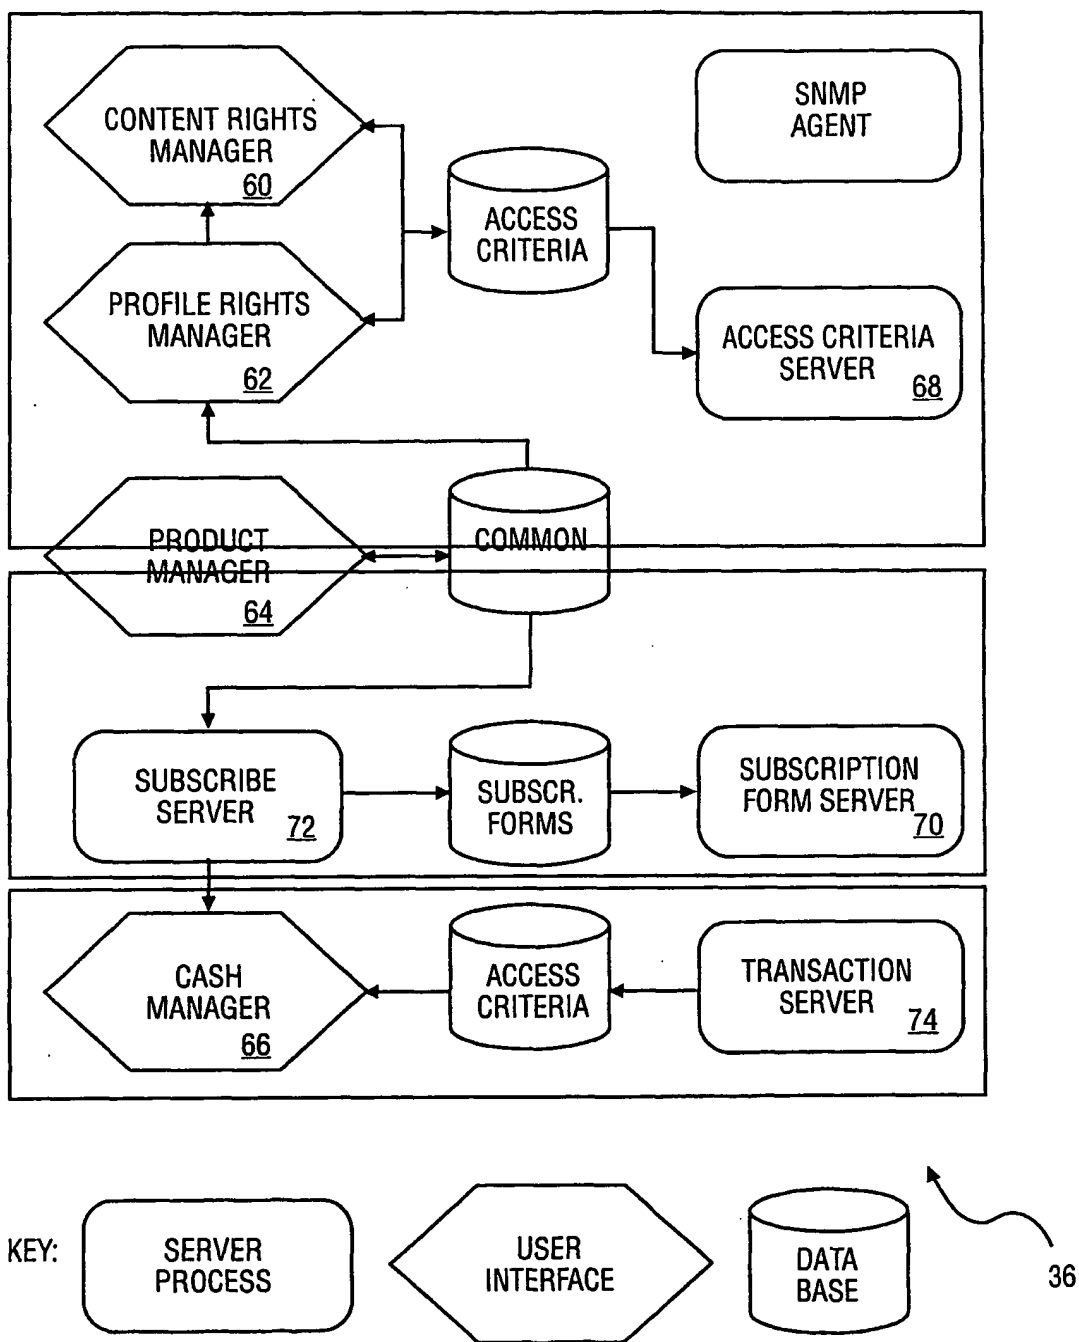 CONTENT RIGHTS
MANAGER
60
SNMP
AGENT
ACCESS
CRITERIA
PROFILE RIGHTS
MANAGER
62
ACCESS CRITERIA
SERVER
68
PRODUCT
MANAGER
64
COMMON
SUBSCRIBE
SERVER
72
SUBSCR.
FORMS
SUBSCRIPTION
FORM SERVER
70
CASH
MANAGER
66
ACCESS
CRITERIA
TRANSACTION
SERVER
74
KEY:
SERVER
PROCESS
USER
INTERFACE
DATA
BASE
36